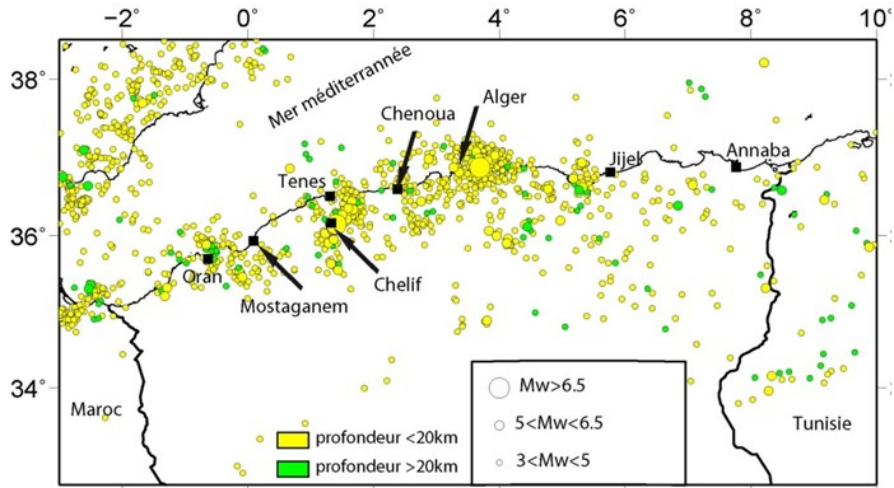 −2° 0° 2° 4° 6° 8° 10°
38°
36°
34°
Mer méditerrannée
Chenoua
Alger
Tenes
Jijel
Annaba
Oran
Mostaganem
Chelif
Maroc
Tunisie
profondeur <20km
profondeur >20km
Mw>6.5
5<Mw<6.5
3<Mw<5